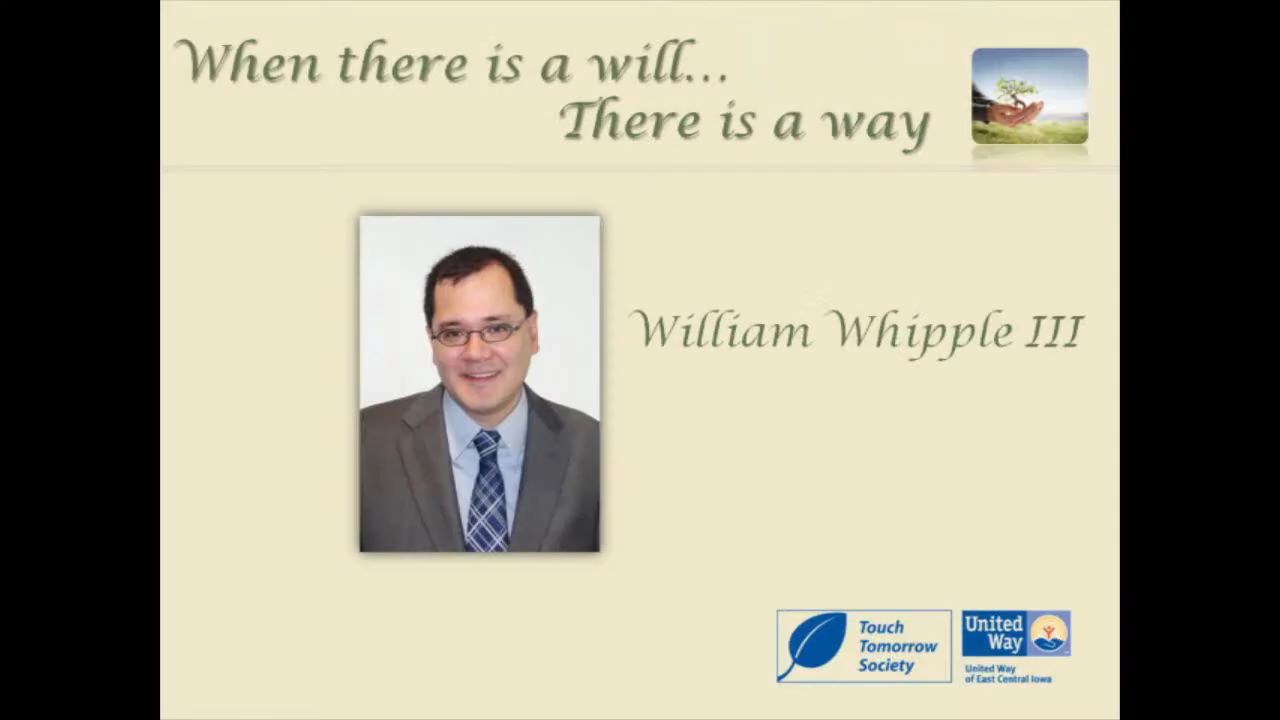 When there is a will...
There is a way
William Whipple III
Touch
Tomorrow
Society
United
Way
United Way
of East Central Iowa